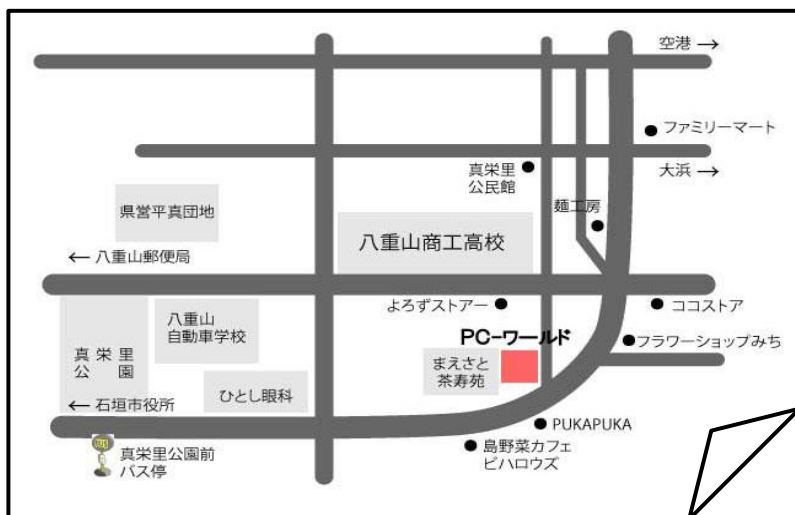 空港 →
ファミリーマート
大浜 →
真栄里
公民館
麺工房
県営平真団地
八重山商工高校
← 八重山郵便局
よろずストアー
ココストア
八重山
自動車学校
PC-ワールド
フラワーショップみち
真 栄 里
公 園
まえさと
茶寿苑
ひとし眼科
← 石垣市役所
PUKAPUKA
真栄里公園前
バス停
島野菜カフェ
ビハロウズ